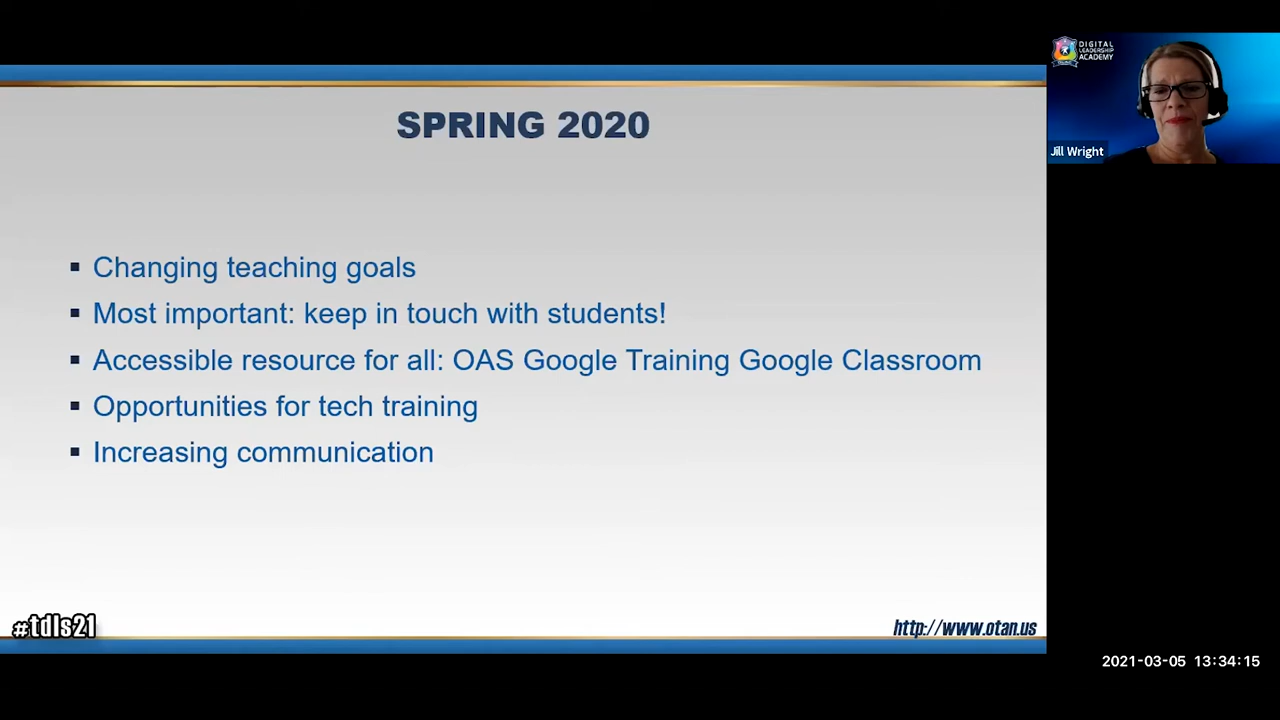 SPRING 2020
▪ Changing teaching goals
▪ Most important: keep in touch with students!
▪ Accessible resource for all: OAS Google Training Google Classroom
▪ Opportunities for tech training
▪ Increasing communication
#tdls21
http://www.otan.us
DIGITAL
LEADERSHIP
ACADEMY
Jill Wright
2021-03-05 13:34:15